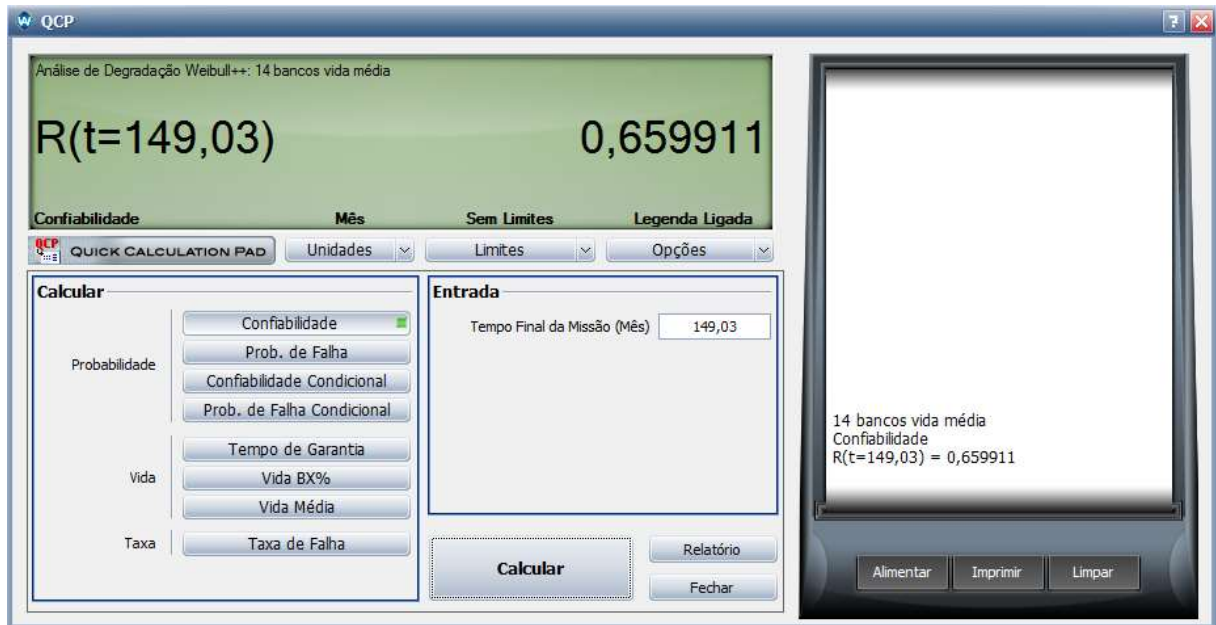 QCP
Análise de Degradação Weibull++: 14 bancos vida média
R(t=149,03) 0,659911
Confiabilidade Mês Sem Limites Legenda Ligada
QCP QUICK CALCULATION PAD Unidades Limites Opções
Calcular
Probabilidade
Confiabilidade
Prob. de Falha
Confiabilidade Condicional
Prob. de Falha Condicional
Vida
Tempo de Garantia
Vida BX%
Vida Média
Taxa
Taxa de Falha
Entrada
Tempo Final da Missão (Mês) 149,03
Calcular
Relatório
Fechar
14 bancos vida média
Confiabilidade
R(t=149,03) = 0,659911
Alimentar Imprimir Limpar